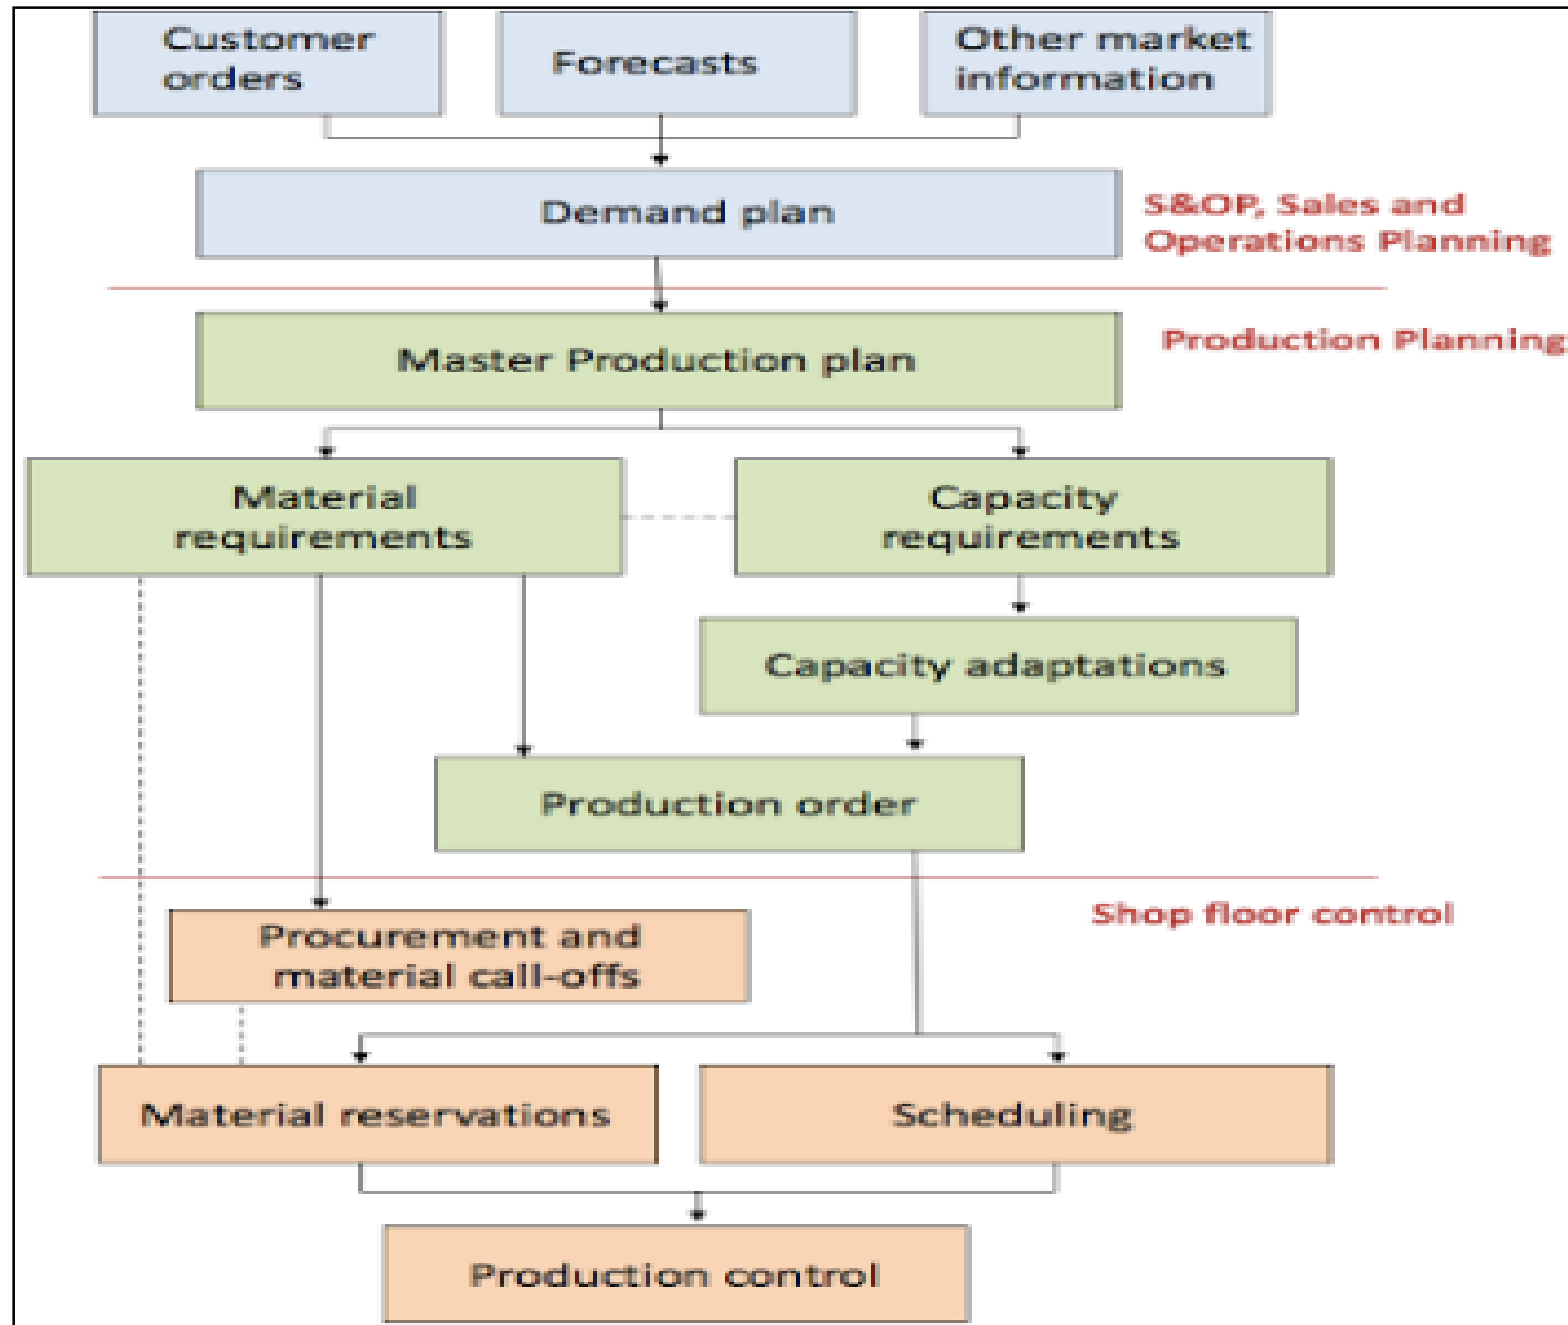 Customer
orders
Forecasts
Other market
information
Demand plan
S&OP, Sales and
Operations Planning
Production Planning
Master Production plan
Material
requirements
Capacity
requirements
Capacity adaptations
Production order
Shop floor control
Procurement and
material call-offs
Material reservations
Scheduling
Production control